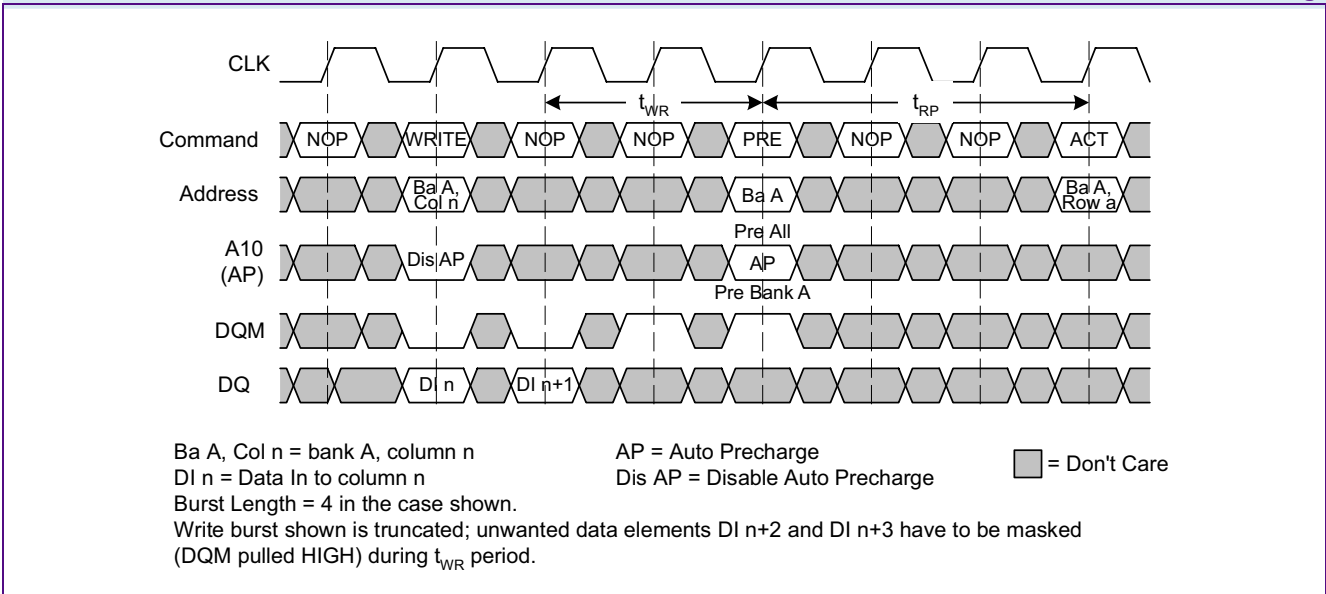 CLK
t_WR t_RP
Command NOP WRITE NOP NOP PRE NOP NOP ACT
Address Ba A, Col n Ba A Ba A, Row a
Pre All
A10 (AP) Dis AP AP
Pre Bank A
DQM
DQ DI n DI n+1
Ba A, Col n = bank A, column n
DI n = Data In to column n
Burst Length = 4 in the case shown.
Write burst shown is truncated; unwanted data elements DI n+2 and DI n+3 have to be masked
(DQM pulled HIGH) during t_WR period.
AP = Auto Precharge
Dis AP = Disable Auto Precharge
= Don't Care